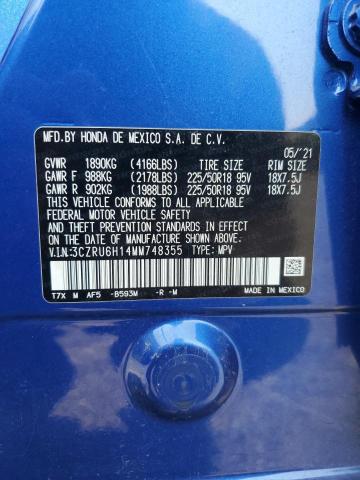 MFD.BY HONDA DE MEXICO S.A. DE C.V.
05/'21
GVWR 1890KG (4166LBS) TIRE SIZE RIM SIZE
GAWR F 988KG (2178LBS) 225/50R18 95V 18X7.5J
GAWR R 902KG (1988LBS) 225/50R18 95V 18X7.5J
THIS VEHICLE CONFORMS TO ALL APPLICABLE
FEDERAL MOTOR VEHICLE SAFETY AND THEFT PREVENTION
STANDARDS IN EFFECT ON THE DATE OF MANUFACTURE SHOWN ABOVE.
V.I.N:3CZRU6H14MM748355 TYPE: MPV
T7X M AF5 -B593M -R -M
MADE IN MEXICO